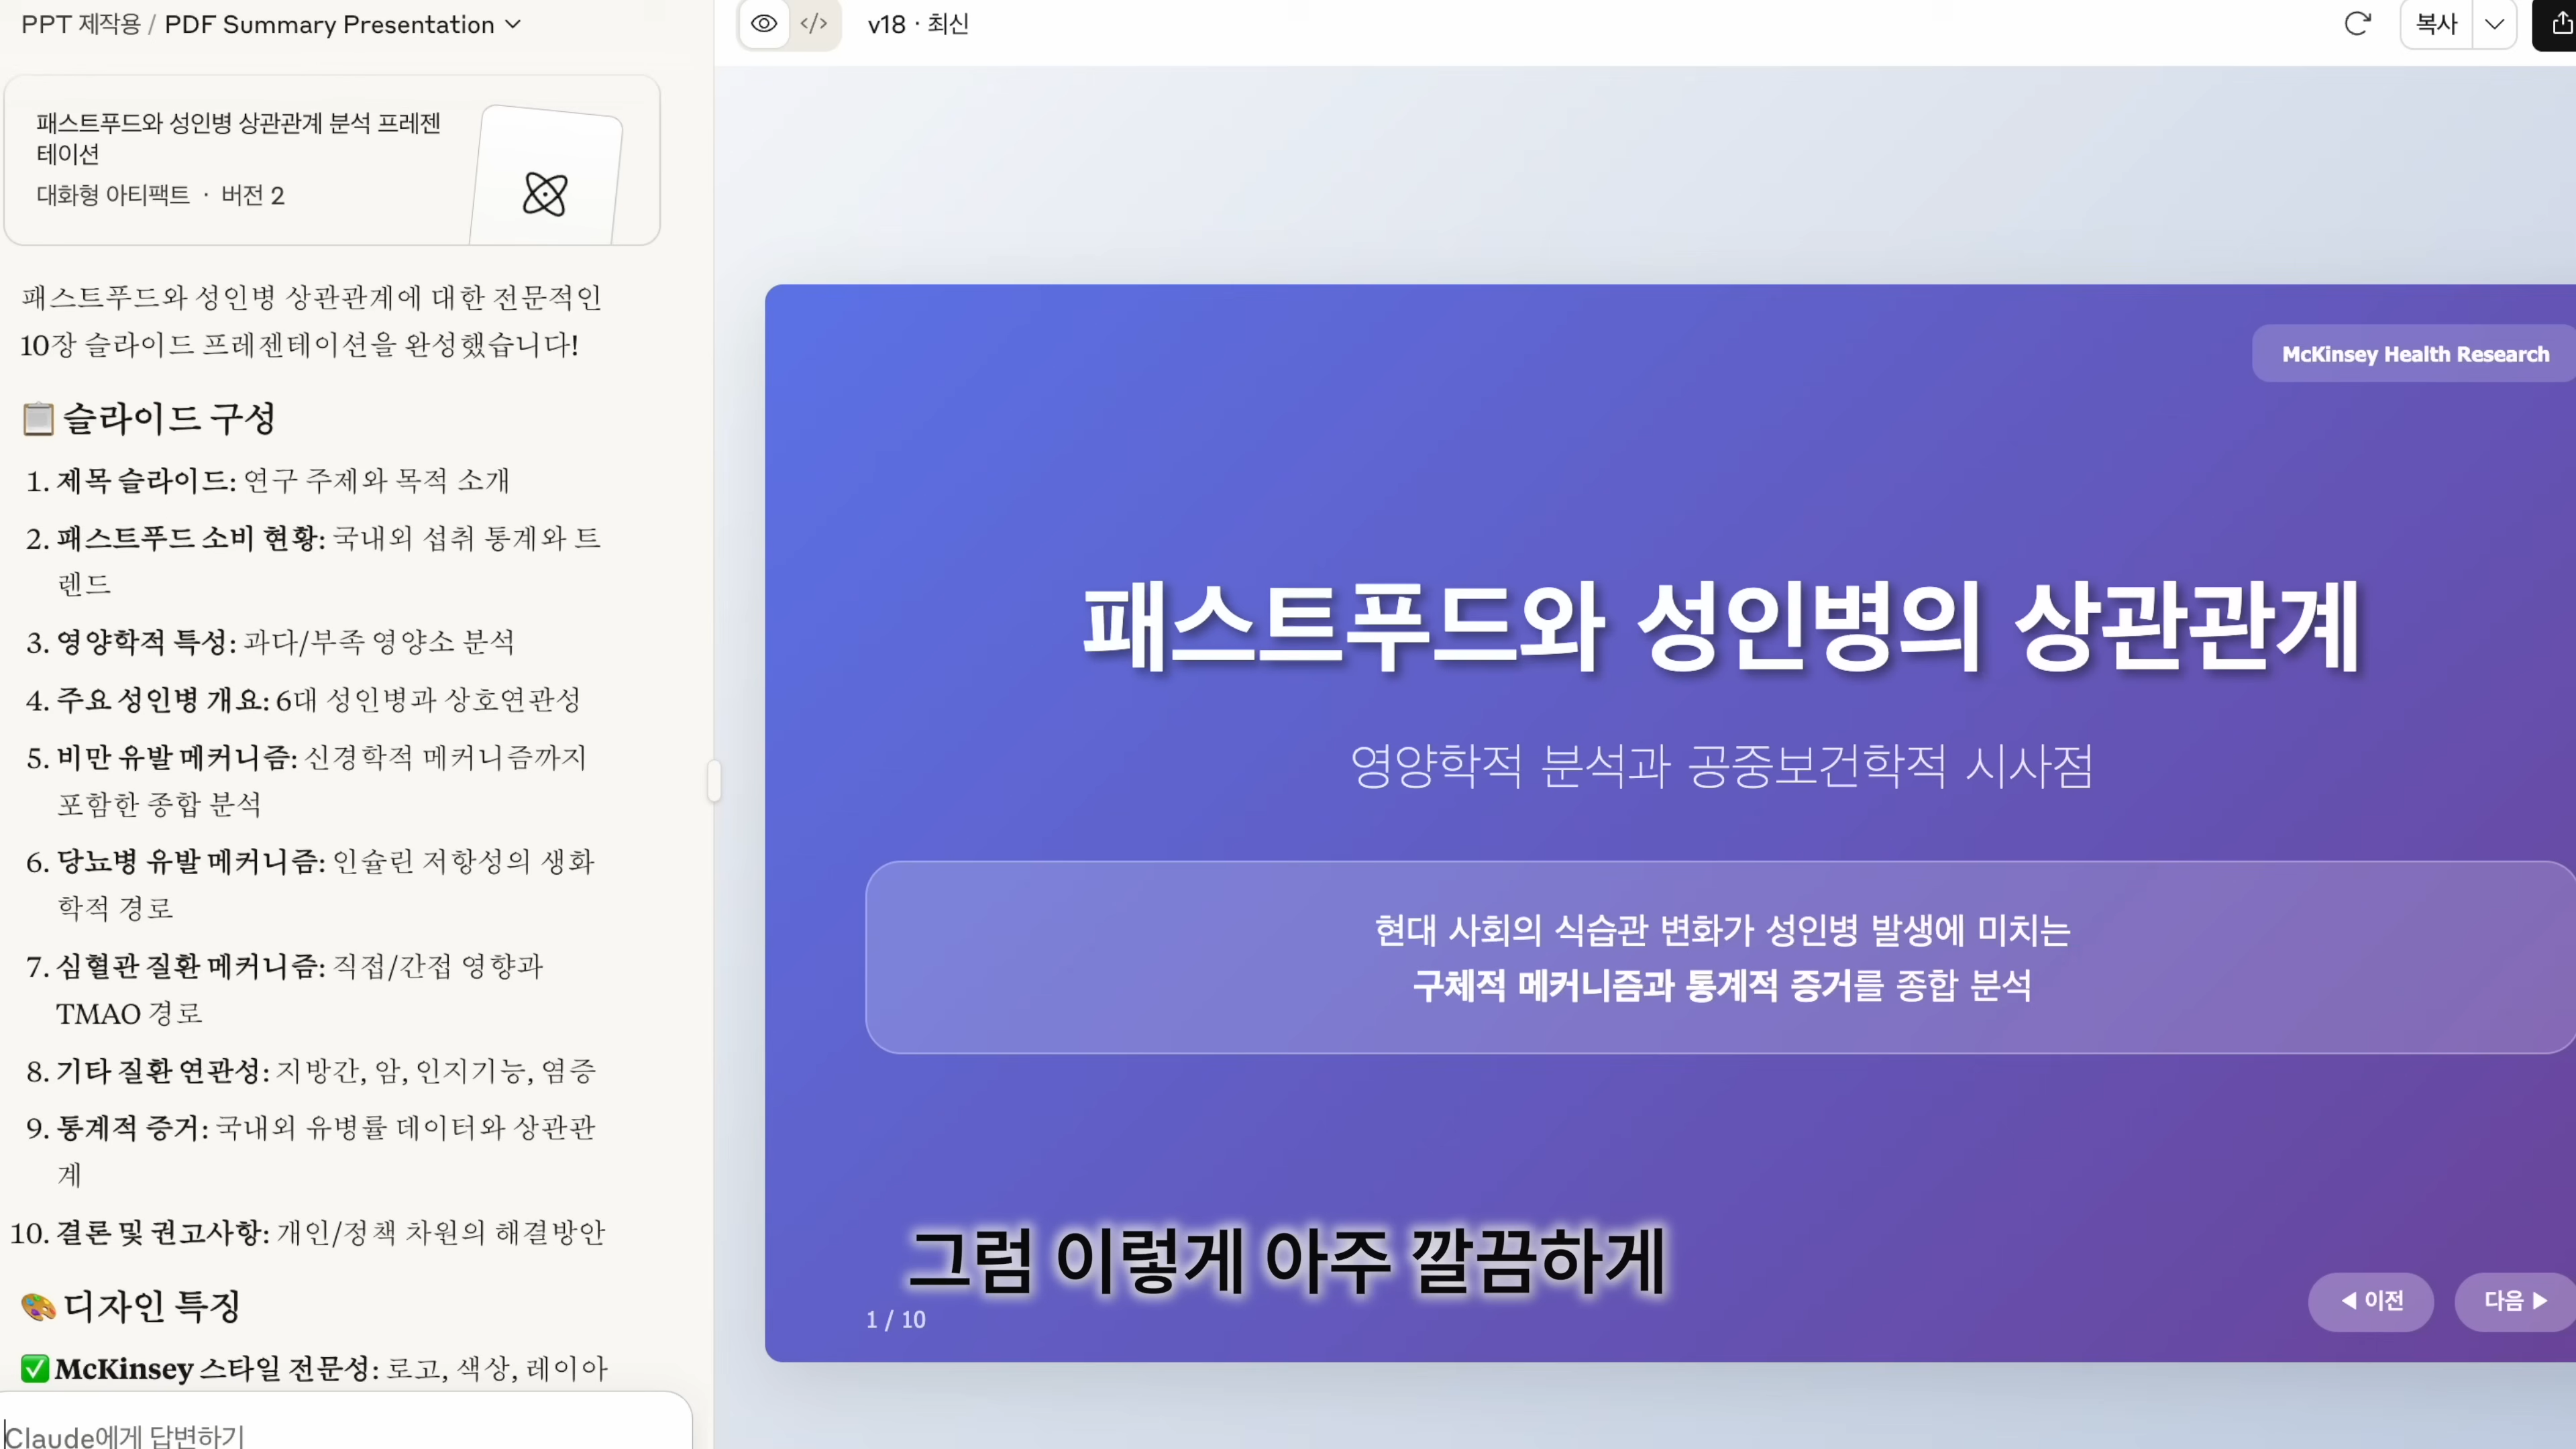 PPT 제작용 / PDF Summary Presentation
v18 · 최신
복사
패스트푸드와 성인병 상관관계 분석 프레젠
테이션
대화형 아티팩트 · 버전 2
패스트푸드와 성인병 상관관계에 대한 전문적인
10장 슬라이드 프레젠테이션을 완성했습니다!
📋 슬라이드 구성
1. 제목 슬라이드: 연구 주제와 목적 소개
2. 패스트푸드 소비 현황: 국내외 섭취 통계와 트
렌드
3. 영양학적 특성: 과다/부족 영양소 분석
4. 주요 성인병 개요: 6대 성인병과 상호연관성
5. 비만 유발 메커니즘: 신경학적 메커니즘까지
포함한 종합 분석
6. 당뇨병 유발 메커니즘: 인슐린 저항성의 생화
학적 경로
7. 심혈관 질환 메커니즘: 직접/간접 영향과
TMAO 경로
8. 기타 질환 연관성: 지방간, 암, 인지기능, 염증
9. 통계적 증거: 국내외 유병률 데이터와 상관관
계
10. 결론 및 권고사항: 개인/정책 차원의 해결방안
🎨 디자인 특징
✅ McKinsey 스타일 전문성: 로고, 색상, 레이아
Claude에게 답변하기
McKinsey Health Research
패스트푸드와 성인병의 상관관계
영양학적 분석과 공중보건학적 시사점
현대 사회의 식습관 변화가 성인병 발생에 미치는
구체적 메커니즘과 통계적 증거를 종합 분석
그럼 이렇게 아주 깔끔하게
1 / 10
◀ 이전
다음 ▶